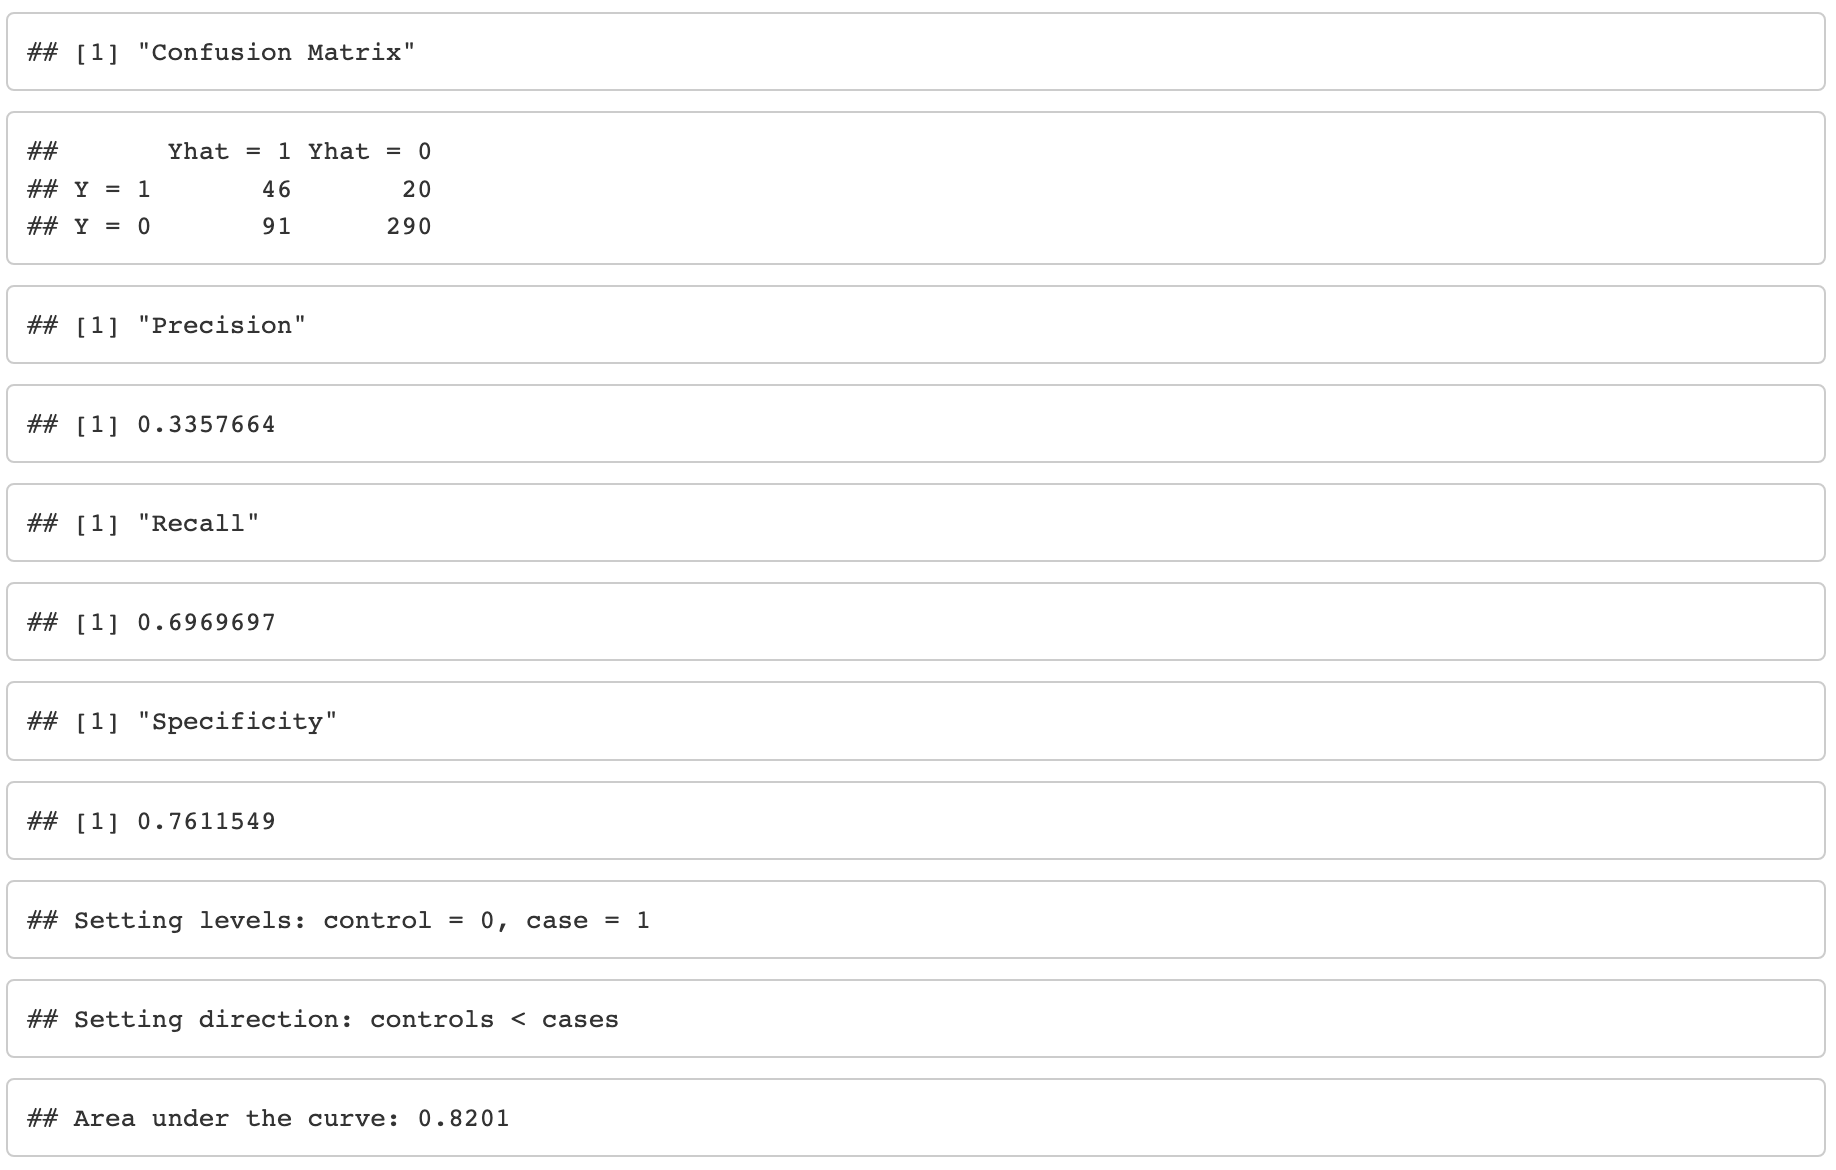 ## [1] "Confusion Matrix"
##       Yhat = 1 Yhat = 0
## Y = 1       46       20
## Y = 0       91      290
## [1] "Precision"
## [1] 0.3357664
## [1] "Recall"
## [1] 0.6969697
## [1] "Specificity"
## [1] 0.7611549
## Setting levels: control = 0, case = 1
## Setting direction: controls < cases
## Area under the curve: 0.8201